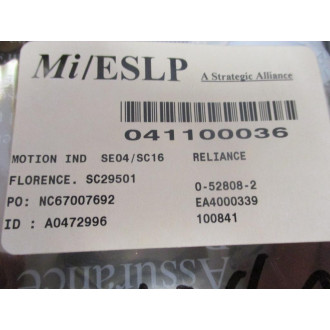 Mi/ESLP A Strategic Alliance
041100036
MOTION IND SE04/SC16 RELIANCE
FLORENCE. SC29501 0-52808-2
PO: NC67007692 EA4000339
ID : A0472996 100841
Assurance